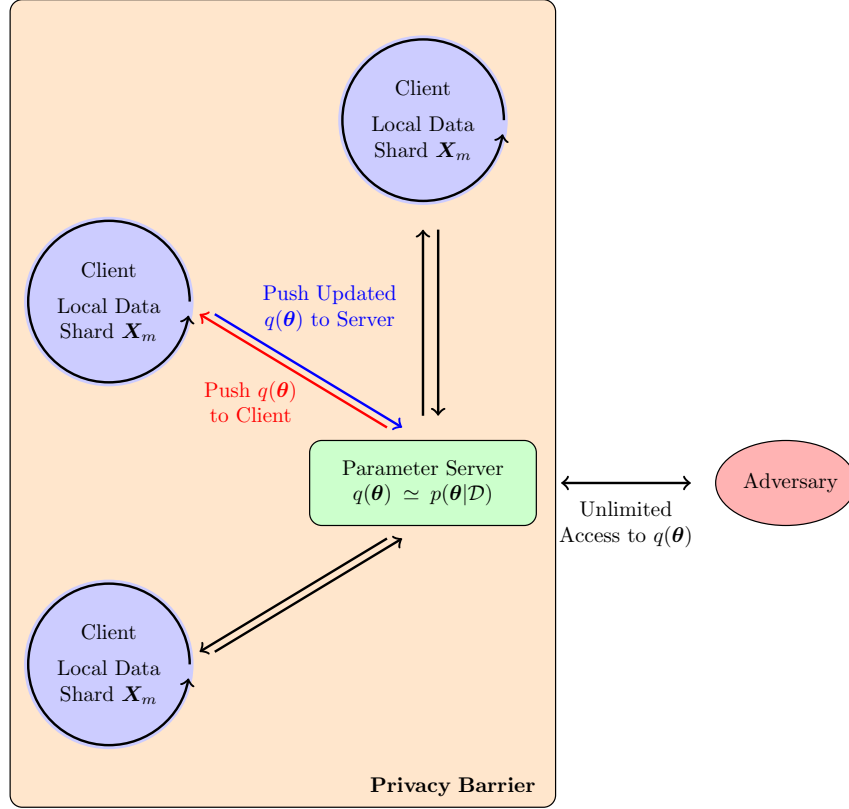 Client
Local Data
Shard X_m
Client
Local Data
Shard X_m
Push Updated
q(θ) to Server
Push q(θ)
to Client
Parameter Server
q(θ) ≃ p(θ|𝒟)
Adversary
Unlimited
Access to q(θ)
Client
Local Data
Shard X_m
Privacy Barrier